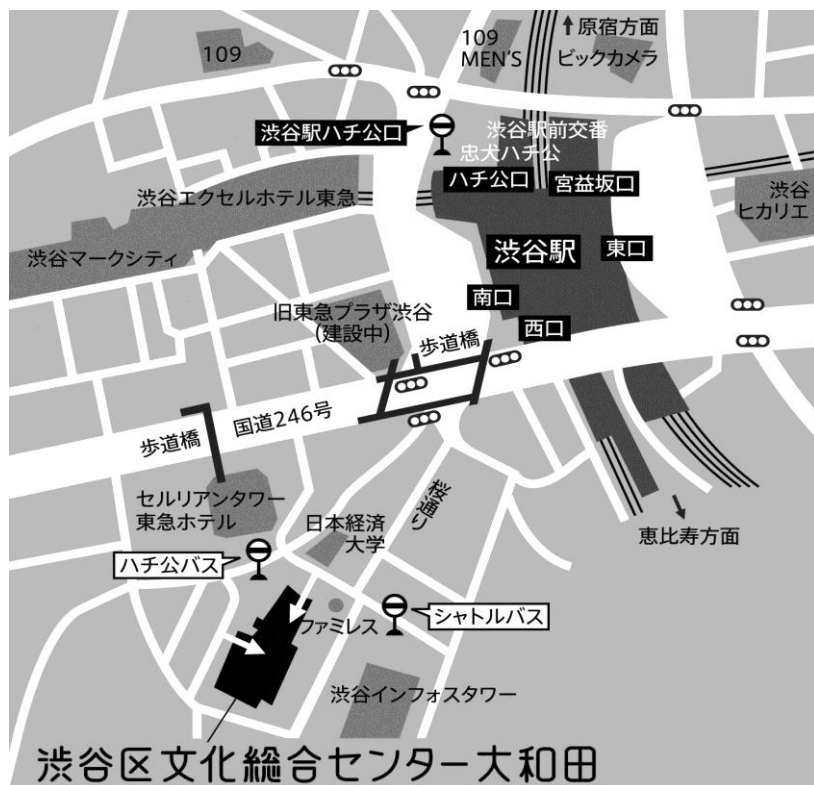 ↑原宿方面
109
MEN'S
ビックカメラ
109
渋谷駅ハチ公口
渋谷駅前交番
忠犬ハチ公
ハチ公口
宮益坂口
渋谷
ヒカリエ
渋谷エクセルホテル東急
渋谷マークシティ
渋谷駅
東口
南口
西口
旧東急プラザ渋谷
(建設中)
歩道橋
国道246号
歩道橋
セルリアンタワー
東急ホテル
桜通り
日本経済
大学
恵比寿方面
ハチ公バス
ファミレス
シャトルバス
渋谷インフォスタワー
渋谷区文化総合センター大和田